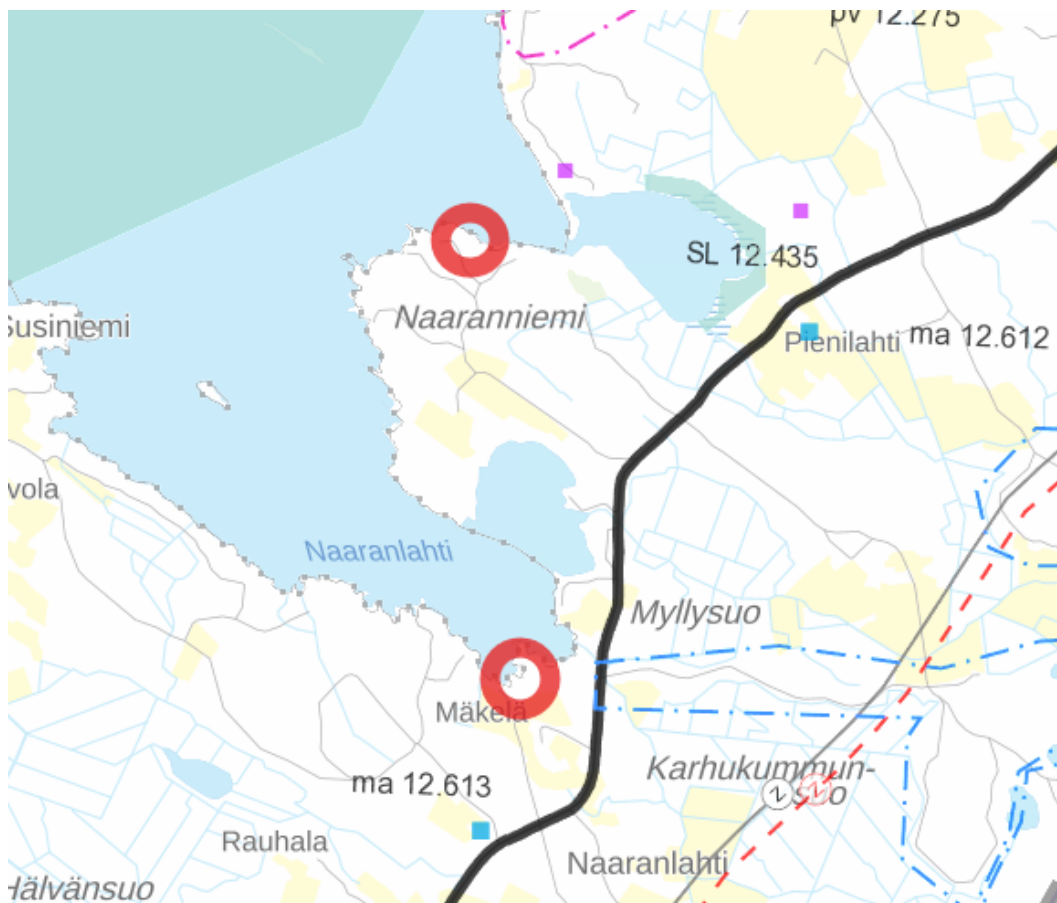 pv 12.275
SL 12.435
Naaranniemi
Susiniemi
Pienilahti
ma 12.612
vola
Naaranlahti
Myllysuo
Mäkelä
Karhukummun-
suo
ma 12.613
Z
Z
Rauhala
Naaranlahti
Hälvänsuo